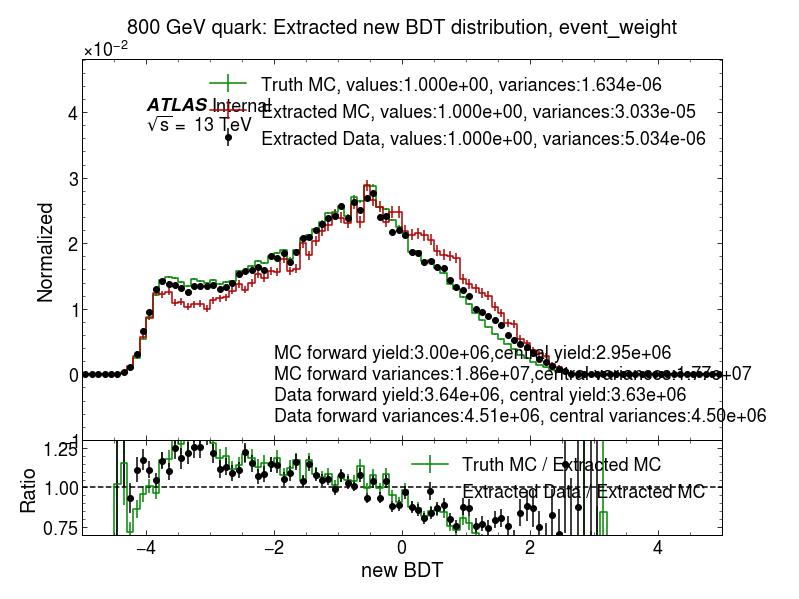 800 GeV quark: Extracted new BDT distribution, event_weight
×10⁻²
Truth MC, values:1.000e+00, variances:1.634e-06
ATLAS Internal
Extracted MC, values:1.000e+00, variances:3.033e-05
√s = 13 TeV
Extracted Data, values:1.000e+00, variances:5.034e-06
4
3
2
1
0
Normalized
MC forward yield:3.00e+06,central yield:2.95e+06
MC forward variances:1.86e+07,central variances:1.77e+07
Data forward yield:3.64e+06, central yield:3.63e+06
Data forward variances:4.51e+06, central variances:4.50e+06
1.25
1.00
0.75
Ratio
Truth MC / Extracted MC
Extracted Data / Extracted MC
−4 −2 0 2 4
new BDT